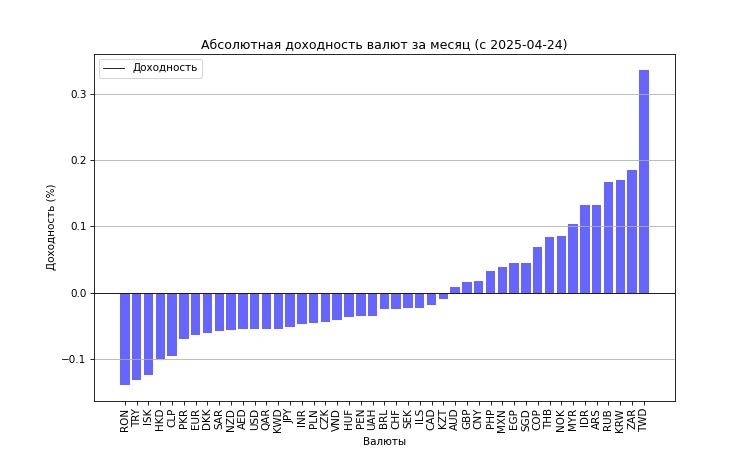 Абсолютная доходность валют за месяц (с 2025-04-24)
Доходность
Доходность (%)
0.3
0.2
0.1
0.0
−0.1
RON TRY ISK HKD CLP PKR EUR DKK SAR NZD AED USD QAR KWD JPY INR PLN CZK VND HUF PEN UAH BRL CHF SEK ILS CAD KZT AUD GBP CNY PHP MXN EGP SGD COP THB NOK MYR IDR ARS RUB KRW ZAR TWD
Валюты